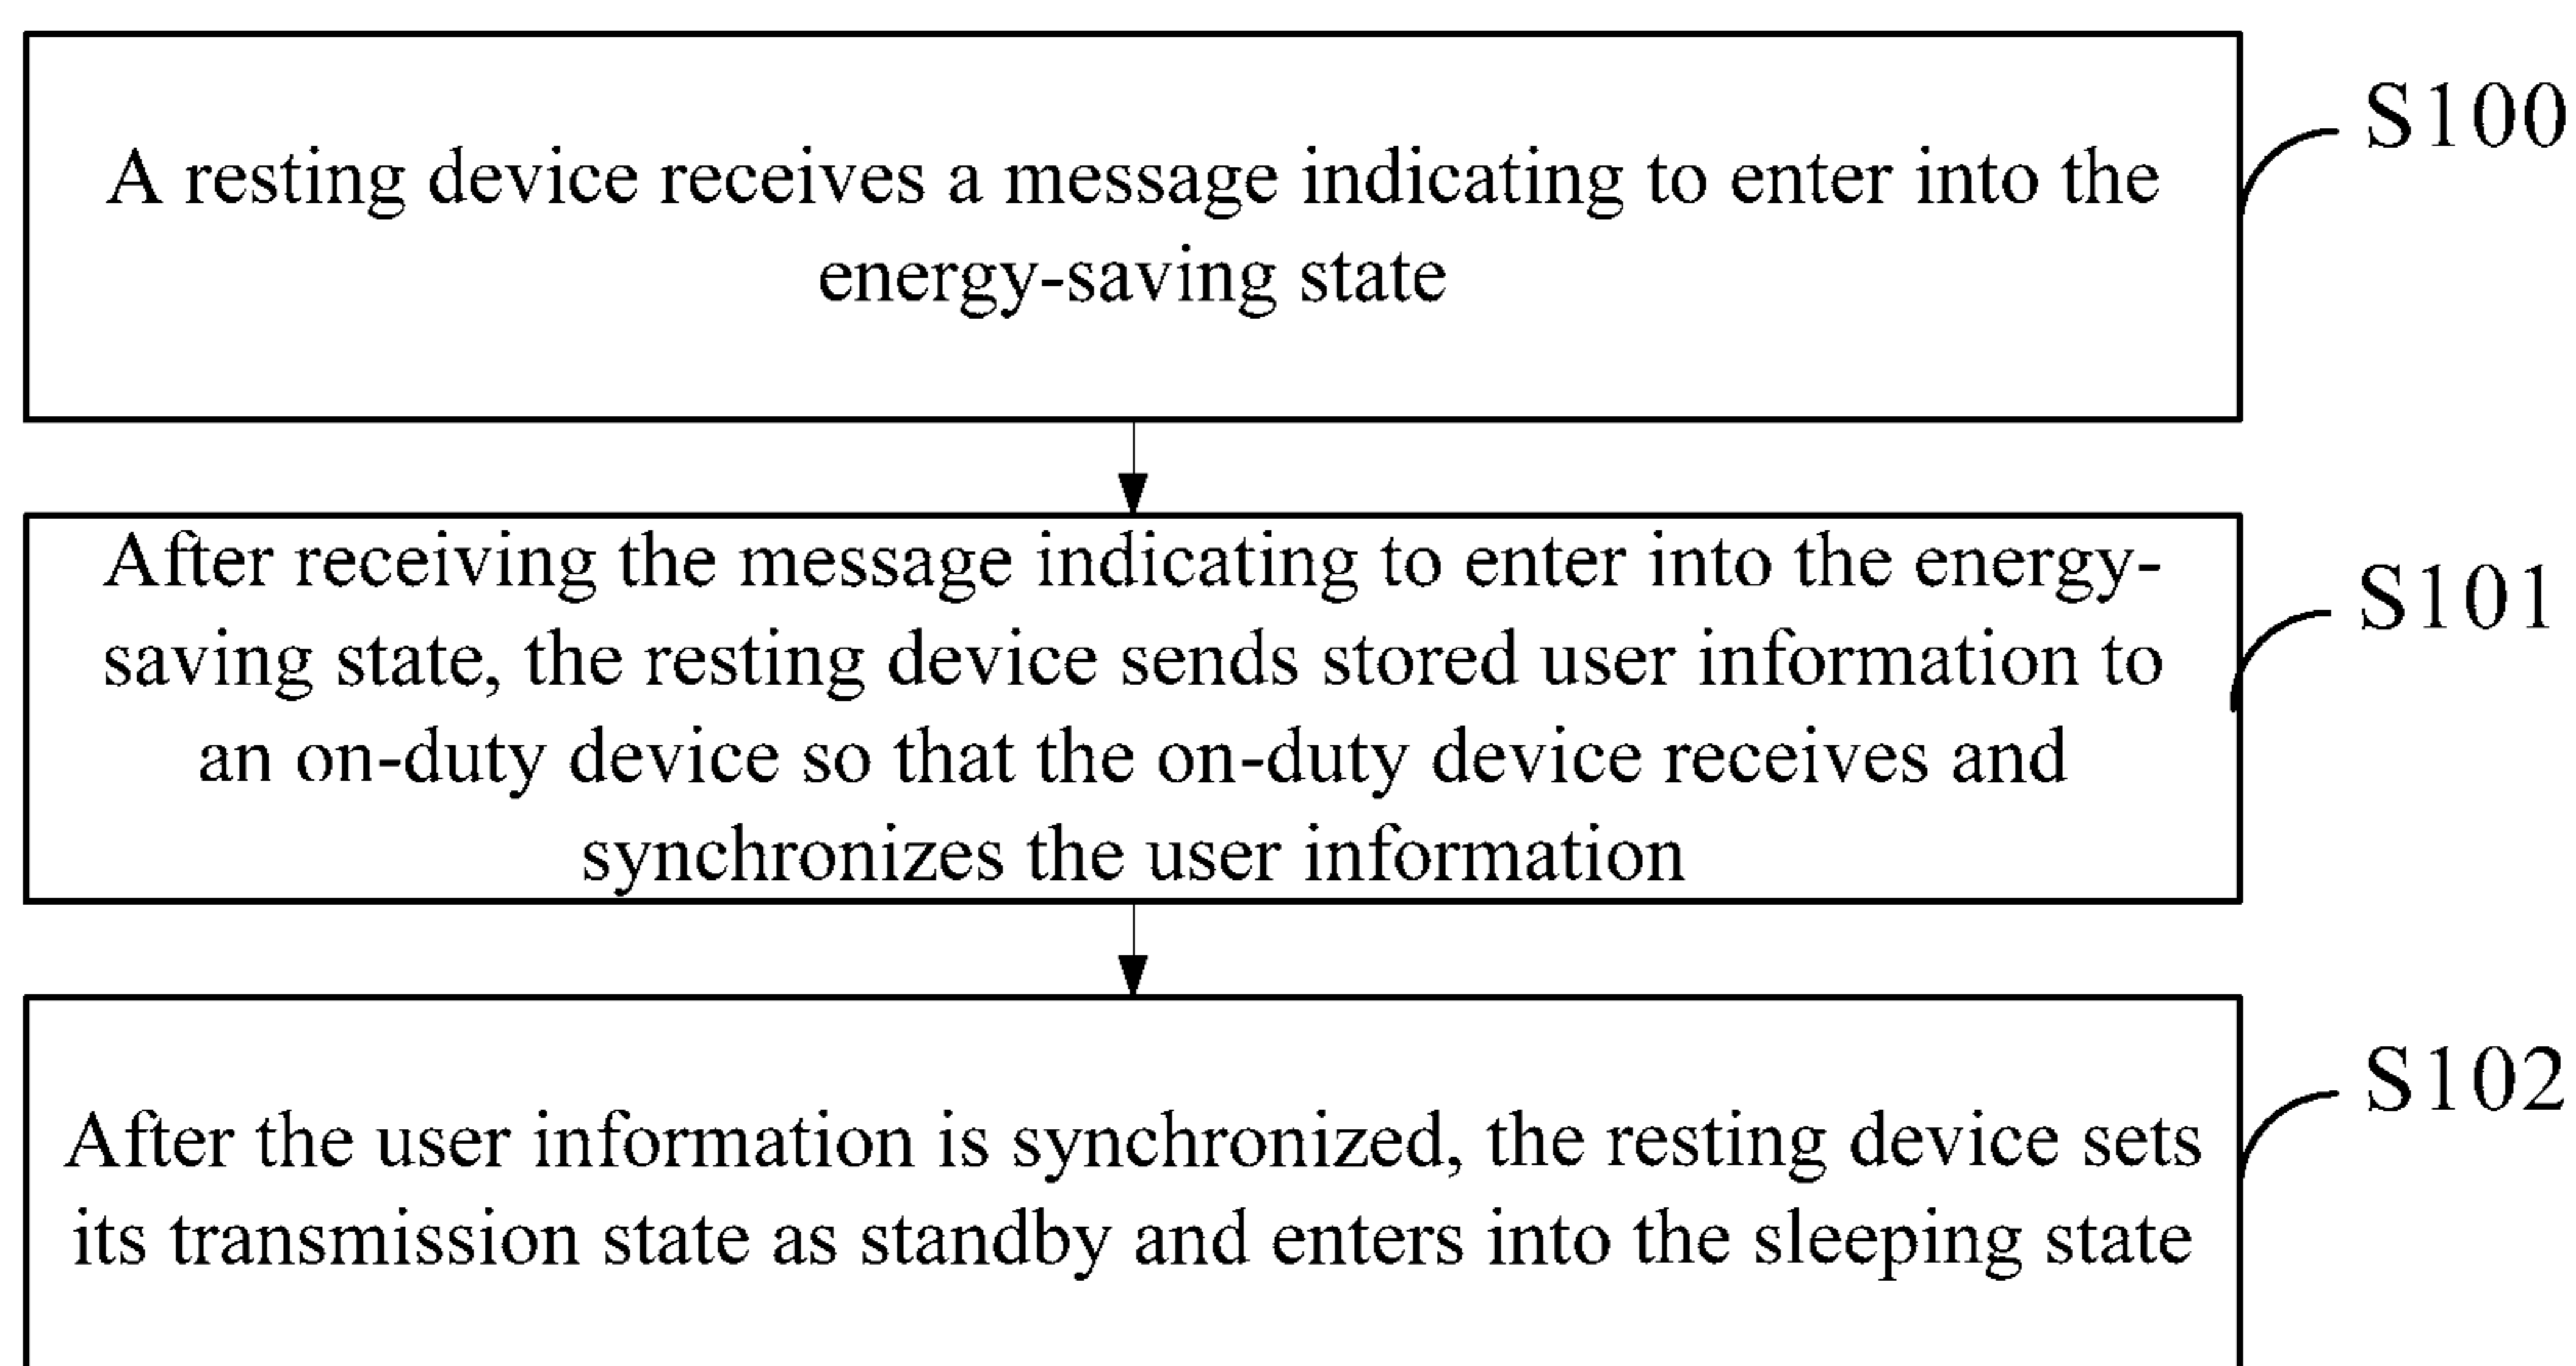 A resting device receives a message indicating to enter into the
energy-saving state
S100
After receiving the message indicating to enter into the energy-
saving state, the resting device sends stored user information to
an on-duty device so that the on-duty device receives and
synchronizes the user information
S101
After the user information is synchronized, the resting device sets
its transmission state as standby and enters into the sleeping state
S102